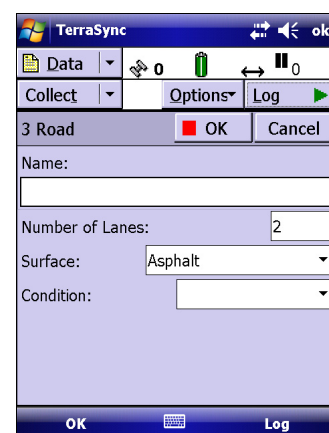 TerraSync ok
Data 0 0
Collect Options Log
3 Road OK Cancel
Name:
Number of Lanes: 2
Surface: Asphalt
Condition:
OK Log